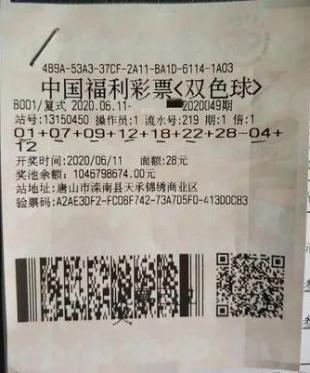 4B9A-53A3-37CF-2A11-BA1D-6114-1A03
中国福利彩票<双色球>
B001/复式 2020.06.11- 2020049期
站号:13150450 操作员:1 流水号:219 期:1 倍:1
01+07+09+12+18+22+28-04+
12
开奖时间:2020/06/11 面额:28元
奖池余额: 1046798674.00元
站地址:唐山市滦南县天承锦绣商业区
验票码:A2AE3DF2-FC08F742-73A7D5F0-413DDC83